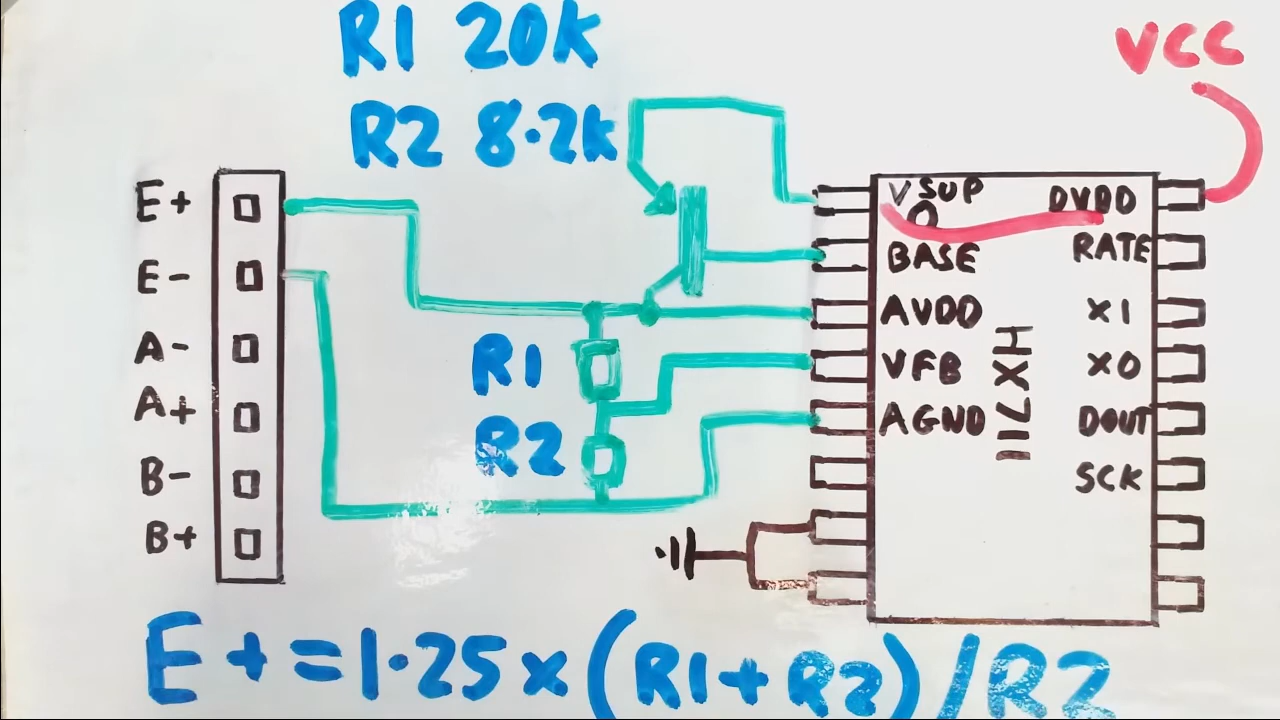 R1 20K
R2 8.2K
VCC
E+
E-
A-
A+
B-
B+
R1
R2
VSUP
BASE
AVDD
VFB
AGND
HX711
DVDD
RATE
X1
XO
DOUT
SCK
E+=1.25×(R1+R2)/R2